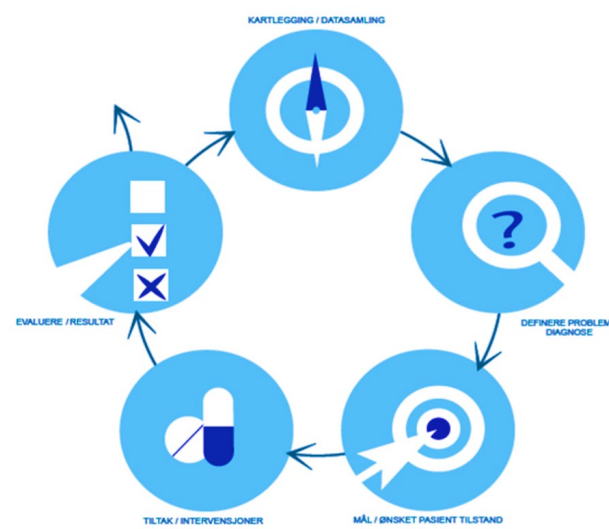 KARTLEGGING / DATASAMLING
?
DEFINERE PROBLEM
DIAGNOSE
EVALUERE / RESULTAT
TILTAK / INTERVENSJONER
MÅL / ØNSKET PASIENT TILSTAND